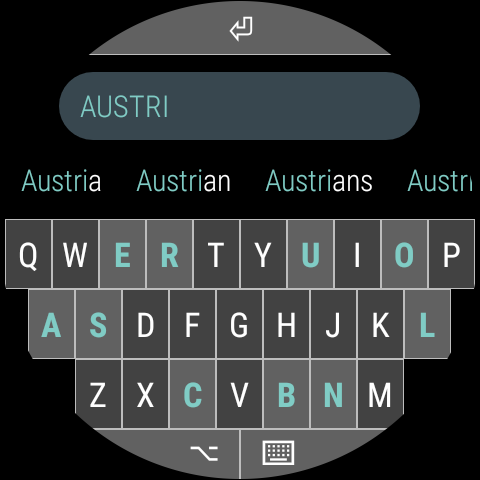 AUSTRI
Austria Austrian Austrians Austri
Q W E R T Y U I O P
A S D F G H J K L
Z X C V B N M